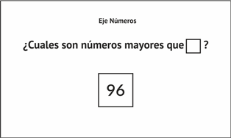 Eje Números
¿Cuales son números mayores que ?
96